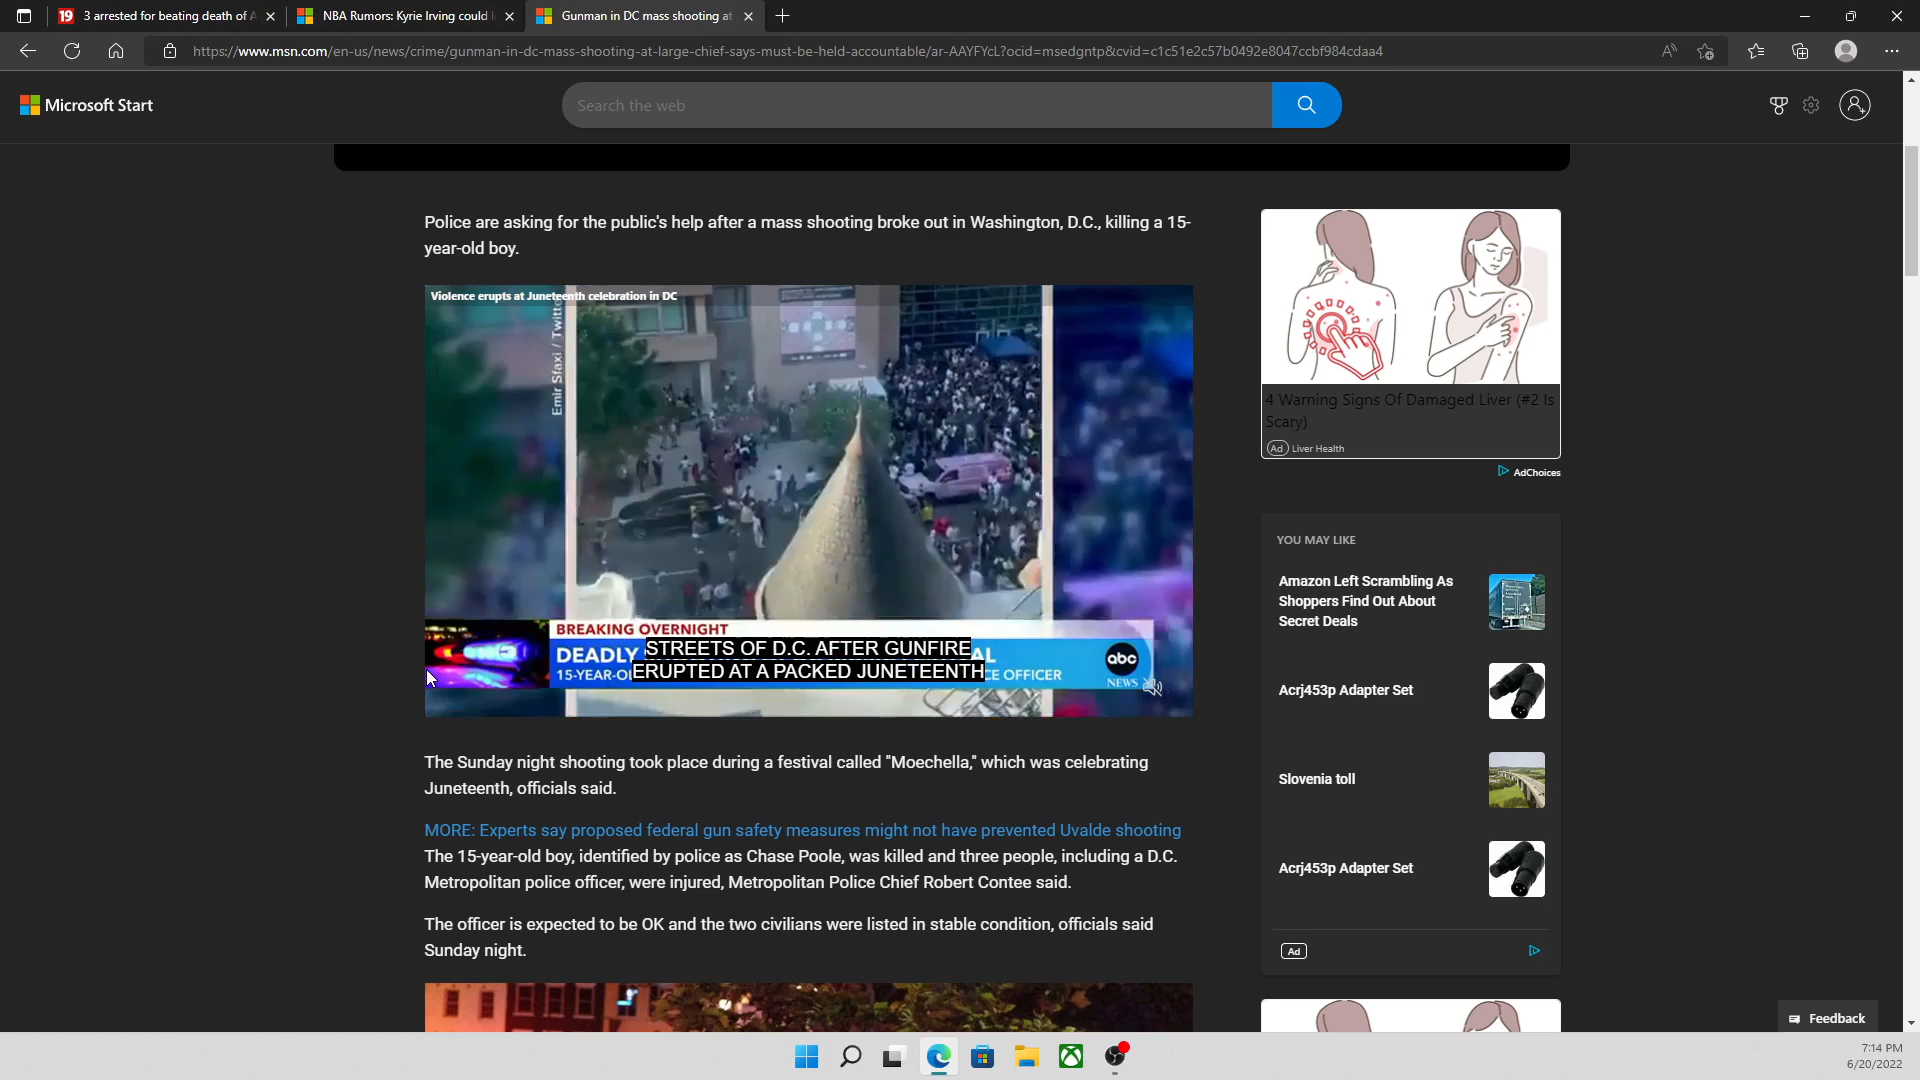 3 arrested for beating death of A
NBA Rumors: Kyrie Irving could l
Gunman in DC mass shooting at
https://www.msn.com/en-us/news/crime/gunman-in-dc-mass-shooting-at-large-chief-says-must-be-held-accountable/ar-AAYFYcL?ocid=msedgntp&cvid=c1c51e2c57b0492e8047ccbf984cdaa4
Microsoft Start
Search the web
Police are asking for the public's help after a mass shooting broke out in Washington, D.C., killing a 15-
year-old boy.
Violence erupts at Juneteenth celebration in DC
Emir Sfaxi / Twitte
BREAKING OVERNIGHT
DEADLY
AL
STREETS OF D.C. AFTER GUNFIRE
15-YEAR-OL
ERUPTED AT A PACKED JUNETEENTH
CE OFFICER
abc
NEWS
The Sunday night shooting took place during a festival called "Moechella," which was celebrating
Juneteenth, officials said.
MORE: Experts say proposed federal gun safety measures might not have prevented Uvalde shooting
The 15-year-old boy, identified by police as Chase Poole, was killed and three people, including a D.C.
Metropolitan police officer, were injured, Metropolitan Police Chief Robert Contee said.
The officer is expected to be OK and the two civilians were listed in stable condition, officials said
Sunday night.
4 Warning Signs Of Damaged Liver (#2 Is
Scary)
Ad Liver Health
AdChoices
YOU MAY LIKE
Amazon Left Scrambling As
Shoppers Find Out About
Secret Deals
Acrj453p Adapter Set
Slovenia toll
Acrj453p Adapter Set
Ad
Feedback
7:14 PM
6/20/2022